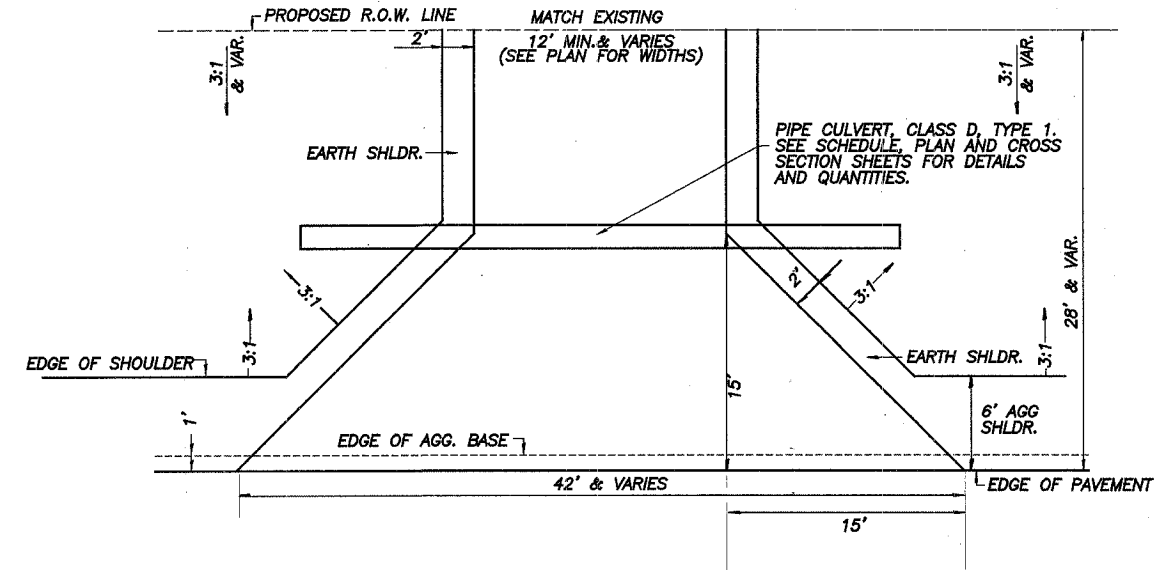 PROPOSED R.O.W. LINE
MATCH EXISTING
2'
12' MIN.& VARIES
(SEE PLAN FOR WIDTHS)
3:1
& VAR.
3:1
& VAR.
EARTH SHLDR.
PIPE CULVERT, CLASS D, TYPE 1.
SEE SCHEDULE, PLAN AND CROSS
SECTION SHEETS FOR DETAILS
AND QUANTITIES.
3:1
2'
3:1
28' & VAR.
3:1
3:1
EDGE OF SHOULDER
EARTH SHLDR.
15'
1'
6' AGG
SHLDR.
EDGE OF AGG. BASE
42' & VARIES
EDGE OF PAVEMENT
15'